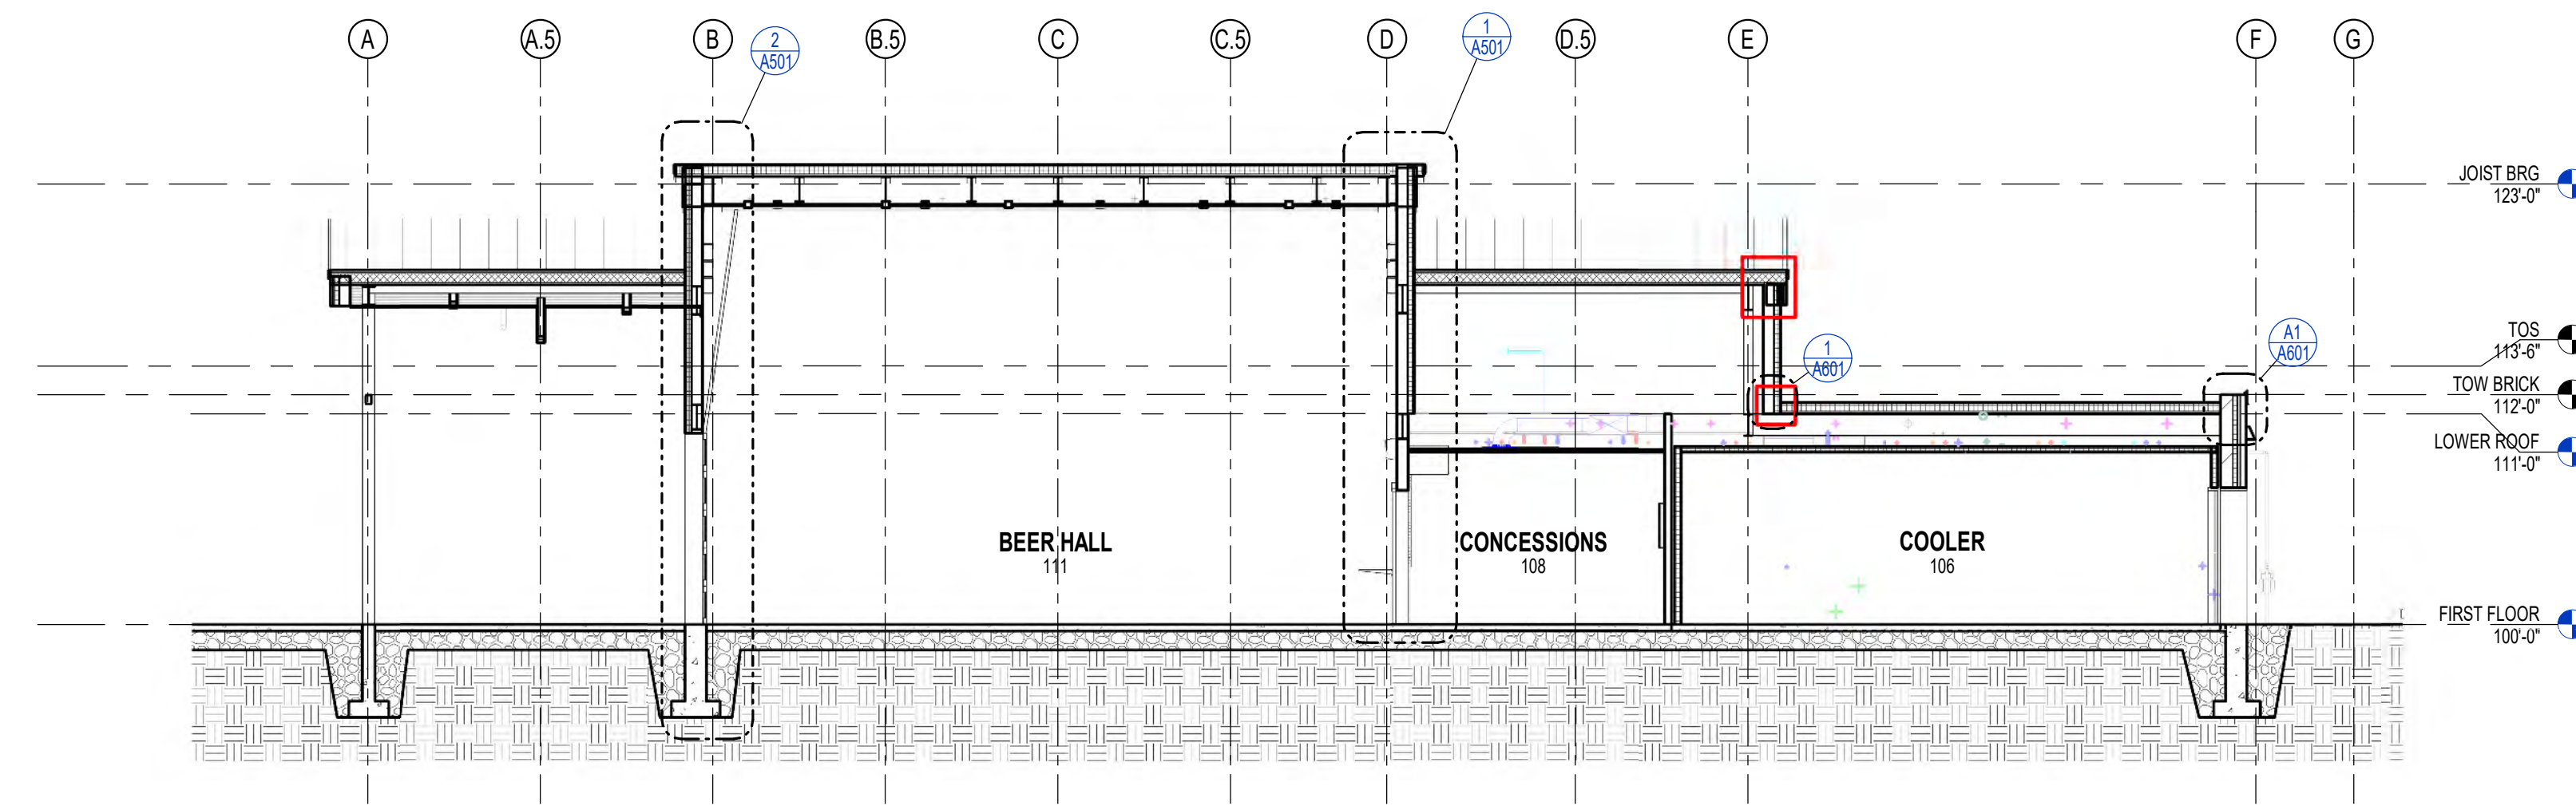 A
A.5
B
2
A501
B.5
C
C.5
D
1
A501
D.5
E
F
G
JOIST BRG
123'-0"
A1
A601
TOS
113'-6"
1
A601
TOW BRICK
112'-0"
LOWER ROOF
111'-0"
BEER HALL
111
CONCESSIONS
108
COOLER
106
FIRST FLOOR
100'-0"